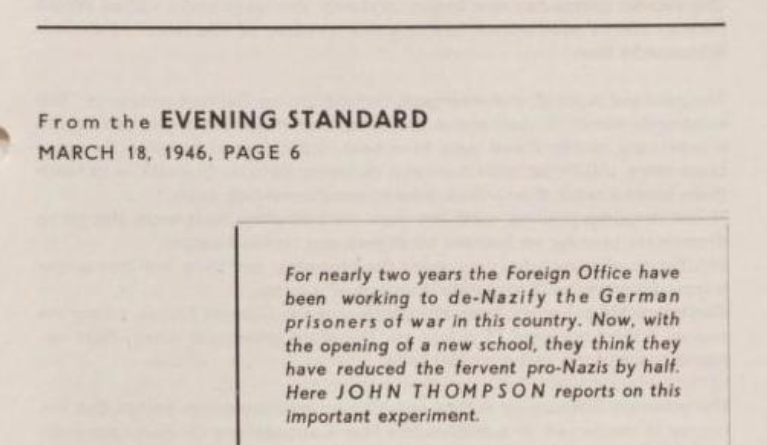 From the EVENING STANDARD
MARCH 18, 1946, PAGE 6
For nearly two years the Foreign Office have
been working to de-Nazify the German
prisoners of war in this country. Now, with
the opening of a new school, they think they
have reduced the fervent pro-Nazis by half.
Here JOHN THOMPSON reports on this
important experiment.